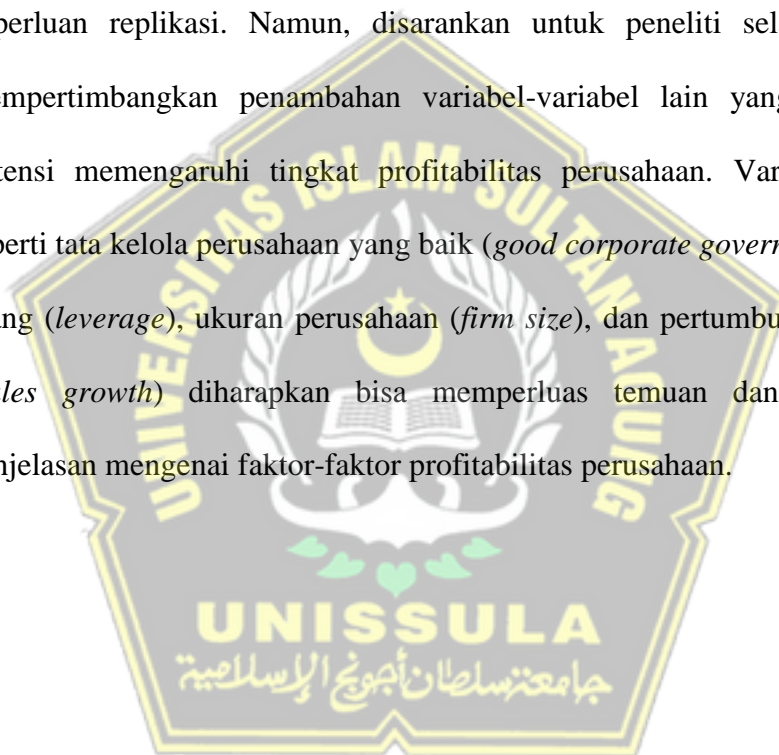 perluan replikasi. Namun, disarankan untuk peneliti sel
empertimbangkan penambahan variabel-variabel lain yang
tensi memengaruhi tingkat profitabilitas perusahaan. Var
perti tata kelola perusahaan yang baik (good corporate govern
ang (leverage), ukuran perusahaan (firm size), dan pertumbu
les growth) diharapkan bisa memperluas temuan dan
njelasan mengenai faktor-faktor profitabilitas perusahaan.
UNIVERSITAS ISLAM SULTAN AGUNG
UNISSULA
جامعتنسلطان أجونج الإسلامية